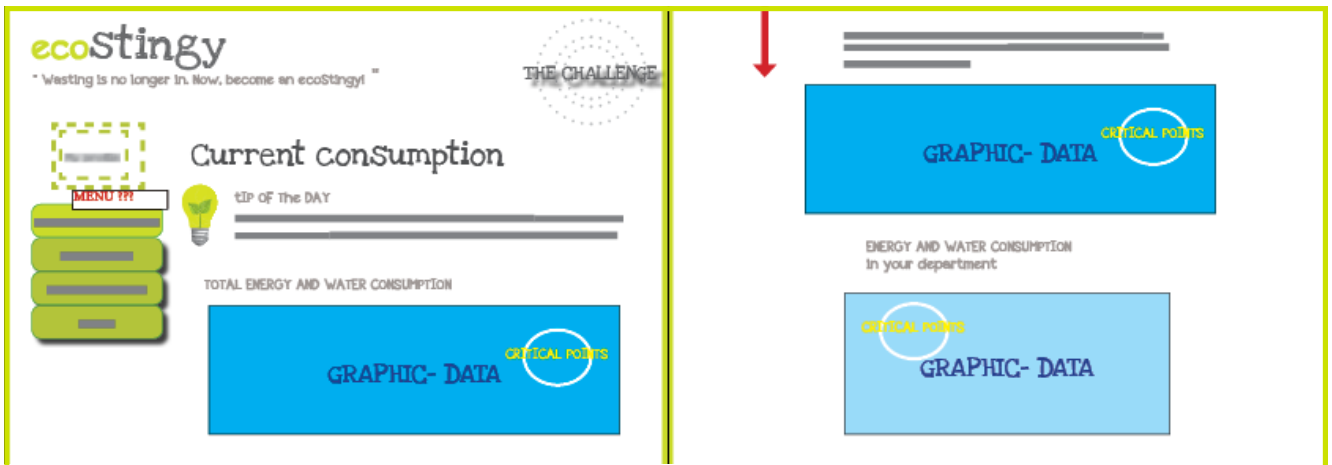 ecoStingy
" Wasting is no longer in. Now, become an ecoStingy! "
THE CHALLENGE
MENU ???
Current consumption
tIP OF The DAY
TOTAL ENERGY AND WATER CONSUMPTION
CRITICAL POINTS
GRAPHIC- DATA
CRITICAL POINTS
GRAPHIC- DATA
ENERGY AND WATER CONSUMPTION
in your department
CRITICAL POINTS
GRAPHIC- DATA